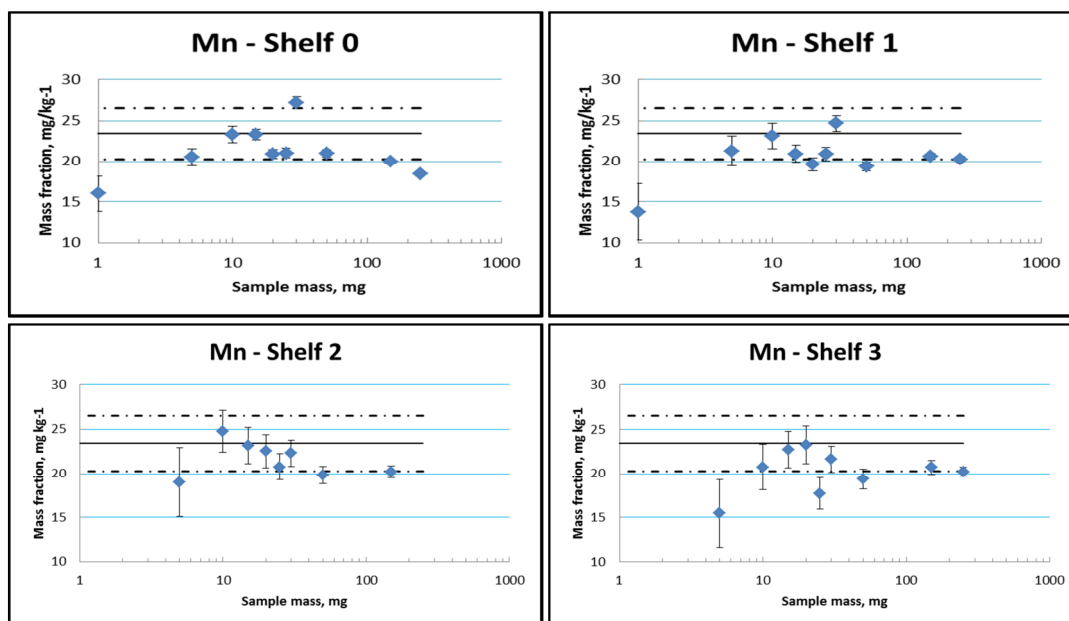 Mn - Shelf 0
Mass fraction, mg/kg-1
30
25
20
15
10
1 10 100 1000
Sample mass, mg
Mn - Shelf 1
Mass fraction, mg/kg-1
30
25
20
15
10
1 10 100 1000
Sample mass, mg
Mn - Shelf 2
Mass fraction, mg kg-1
30
25
20
15
10
1 10 100 1000
Sample mass, mg
Mn - Shelf 3
Mass fraction, mg kg-1
30
25
20
15
10
1 10 100 1000
Sample mass, mg